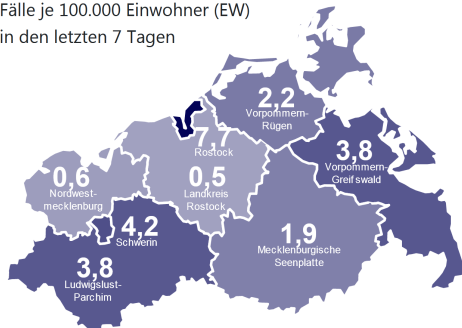 Fälle je 100.000 Einwohner (EW)
in den letzten 7 Tagen
2,2
Vorpommern-
Rügen
7,7
Rostock
3,8
Vorpommern-
Greifswald
0,6
Nordwest-
mecklenburg
0,5
Landkreis
Rostock
4,2
Schwerin
1,9
Mecklenburgische
Seenplatte
3,8
Ludwigslust-
Parchim